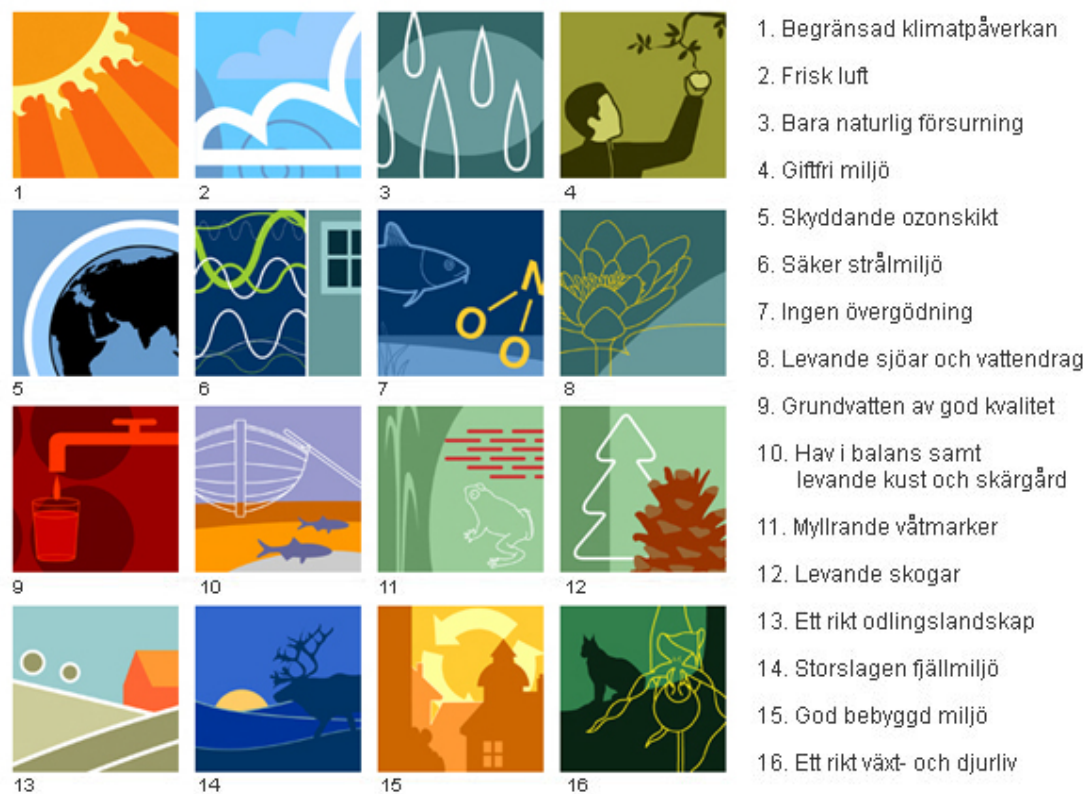 1. Begränsad klimatpåverkan
2. Frisk luft
3. Bara naturlig försurning
4. Giftfri miljö
5. Skyddande ozonskikt
6. Säker strålmiljö
7. Ingen övergödning
8. Levande sjöar och vattendrag
9. Grundvatten av god kvalitet
10. Hav i balans samt
levande kust och skärgård
11. Myllrande våtmarker
12. Levande skogar
13. Ett rikt odlingslandskap
14. Storslagen fjällmiljö
15. God bebyggd miljö
16. Ett rikt växt- och djurliv
1 2 3 4
N
O
O
5 6 7 8
9 10 11 12
13 14 15 16